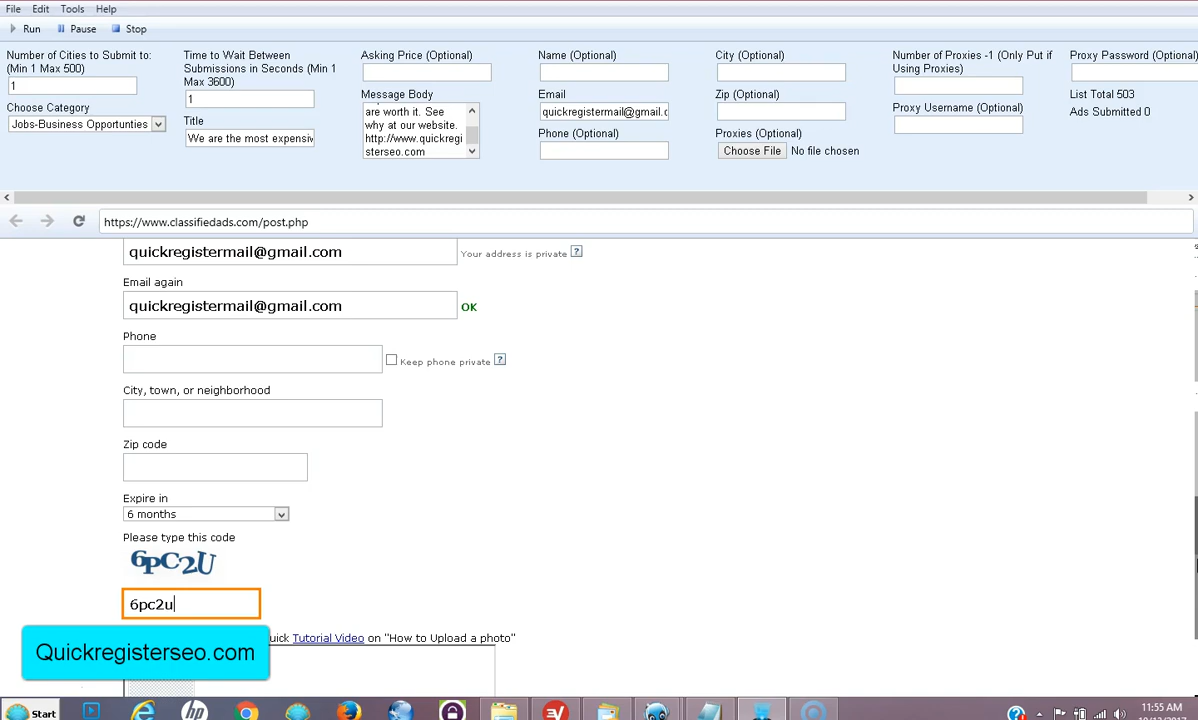 File Edit Tools Help
Run Pause Stop
Number of Cities to Submit to: (Min 1 Max 500)
1
Choose Category
Jobs-Business Opportunties
Time to Wait Between Submissions in Seconds (Min 1 Max 3600)
1
Title
We are the most expensiv
Asking Price (Optional)
Message Body
are worth it. See
why at our website.
http://www.quickregi
sterseo.com
Name (Optional)
Email
quickregistermail@gmail.c
Phone (Optional)
City (Optional)
Zip (Optional)
Proxies (Optional)
Choose File No file chosen
Number of Proxies -1 (Only Put if Using Proxies)
Proxy Username (Optional)
Proxy Password (Optional)
List Total 503
Ads Submitted 0
https://www.classifiedads.com/post.php
quickregistermail@gmail.com Your address is private ?
Email again
quickregistermail@gmail.com OK
Phone
Keep phone private ?
City, town, or neighborhood
Zip code
Expire in
6 months
Please type this code
6pC2U
6pc2u
uick Tutorial Video on "How to Upload a photo"
Quickregisterseo.com
Start
11:55 AM